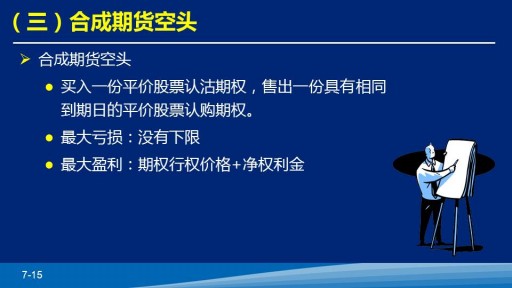 （三）合成期货空头
合成期货空头
买入一份平价股票认沽期权，售出一份具有相同
到期日的平价股票认购期权。
最大亏损：没有下限
最大盈利：期权行权价格+净权利金
7-15